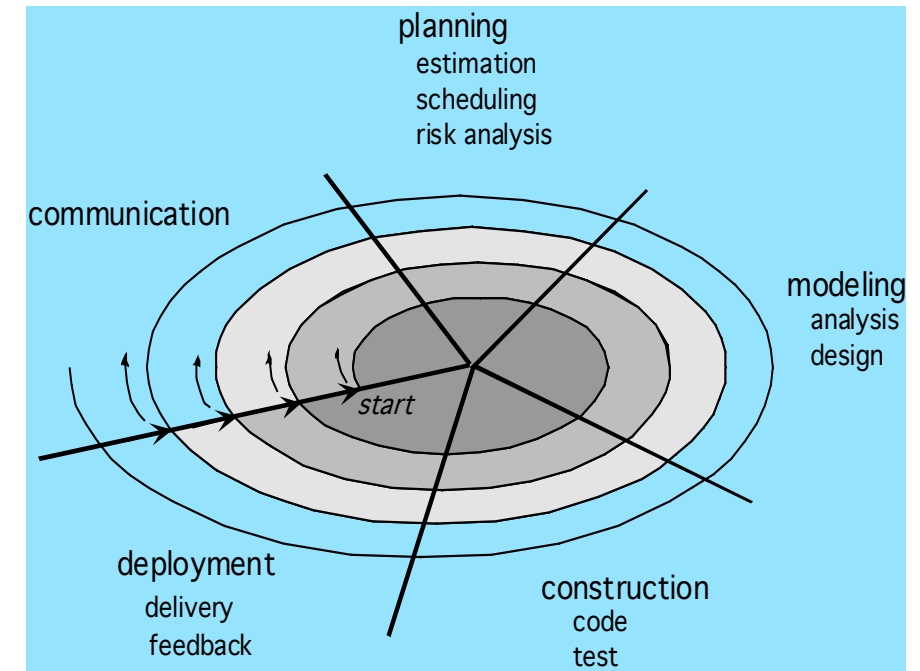 planning
estimation
scheduling
risk analysis
communication
modeling
analysis
design
start
deployment
delivery
feedback
construction
code
test